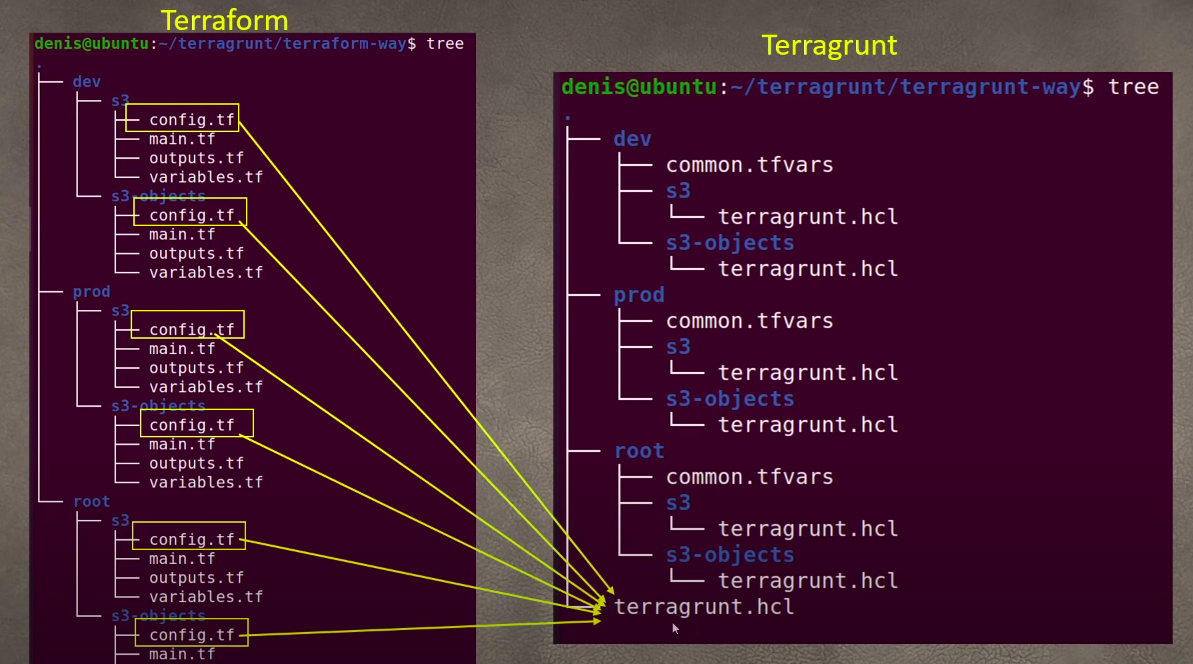 Terraform
denis@ubuntu:~/terragrunt/terraform-way$ tree
.
dev
s3
config.tf
main.tf
outputs.tf
variables.tf
s3-objects
config.tf
main.tf
outputs.tf
variables.tf
prod
s3
config.tf
main.tf
outputs.tf
variables.tf
s3-objects
config.tf
main.tf
outputs.tf
variables.tf
root
s3
config.tf
main.tf
outputs.tf
variables.tf
s3-objects
config.tf
main.tf
Terragrunt
denis@ubuntu:~/terragrunt/terragrunt-way$ tree
.
dev
common.tfvars
s3
terragrunt.hcl
s3-objects
terragrunt.hcl
prod
common.tfvars
s3
terragrunt.hcl
s3-objects
terragrunt.hcl
root
common.tfvars
s3
terragrunt.hcl
s3-objects
terragrunt.hcl
terragrunt.hcl